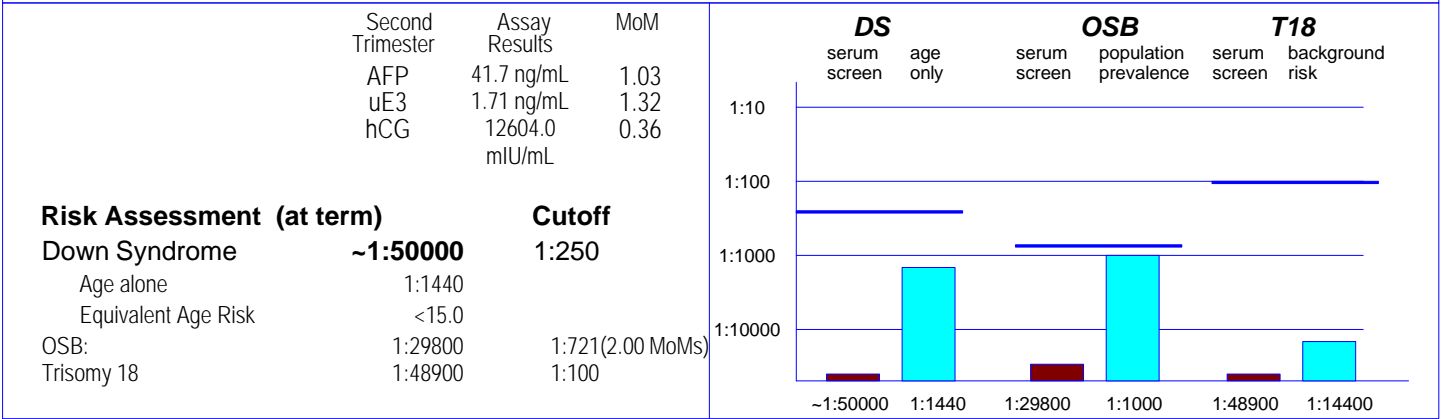 Second Assay MoM
Trimester Results
AFP 41.7 ng/mL 1.03
uE3 1.71 ng/mL 1.32
hCG 12604.0 0.36
mIU/mL
Risk Assessment (at term) Cutoff
Down Syndrome ~1:50000 1:250
Age alone 1:1440
Equivalent Age Risk <15.0
OSB: 1:29800 1:721(2.00 MoMs)
Trisomy 18 1:48900 1:100
DS OSB T18
serum age serum population serum background
screen only screen prevalence screen risk
1:10
1:100
1:1000
1:10000
~1:50000 1:1440 1:29800 1:1000 1:48900 1:14400